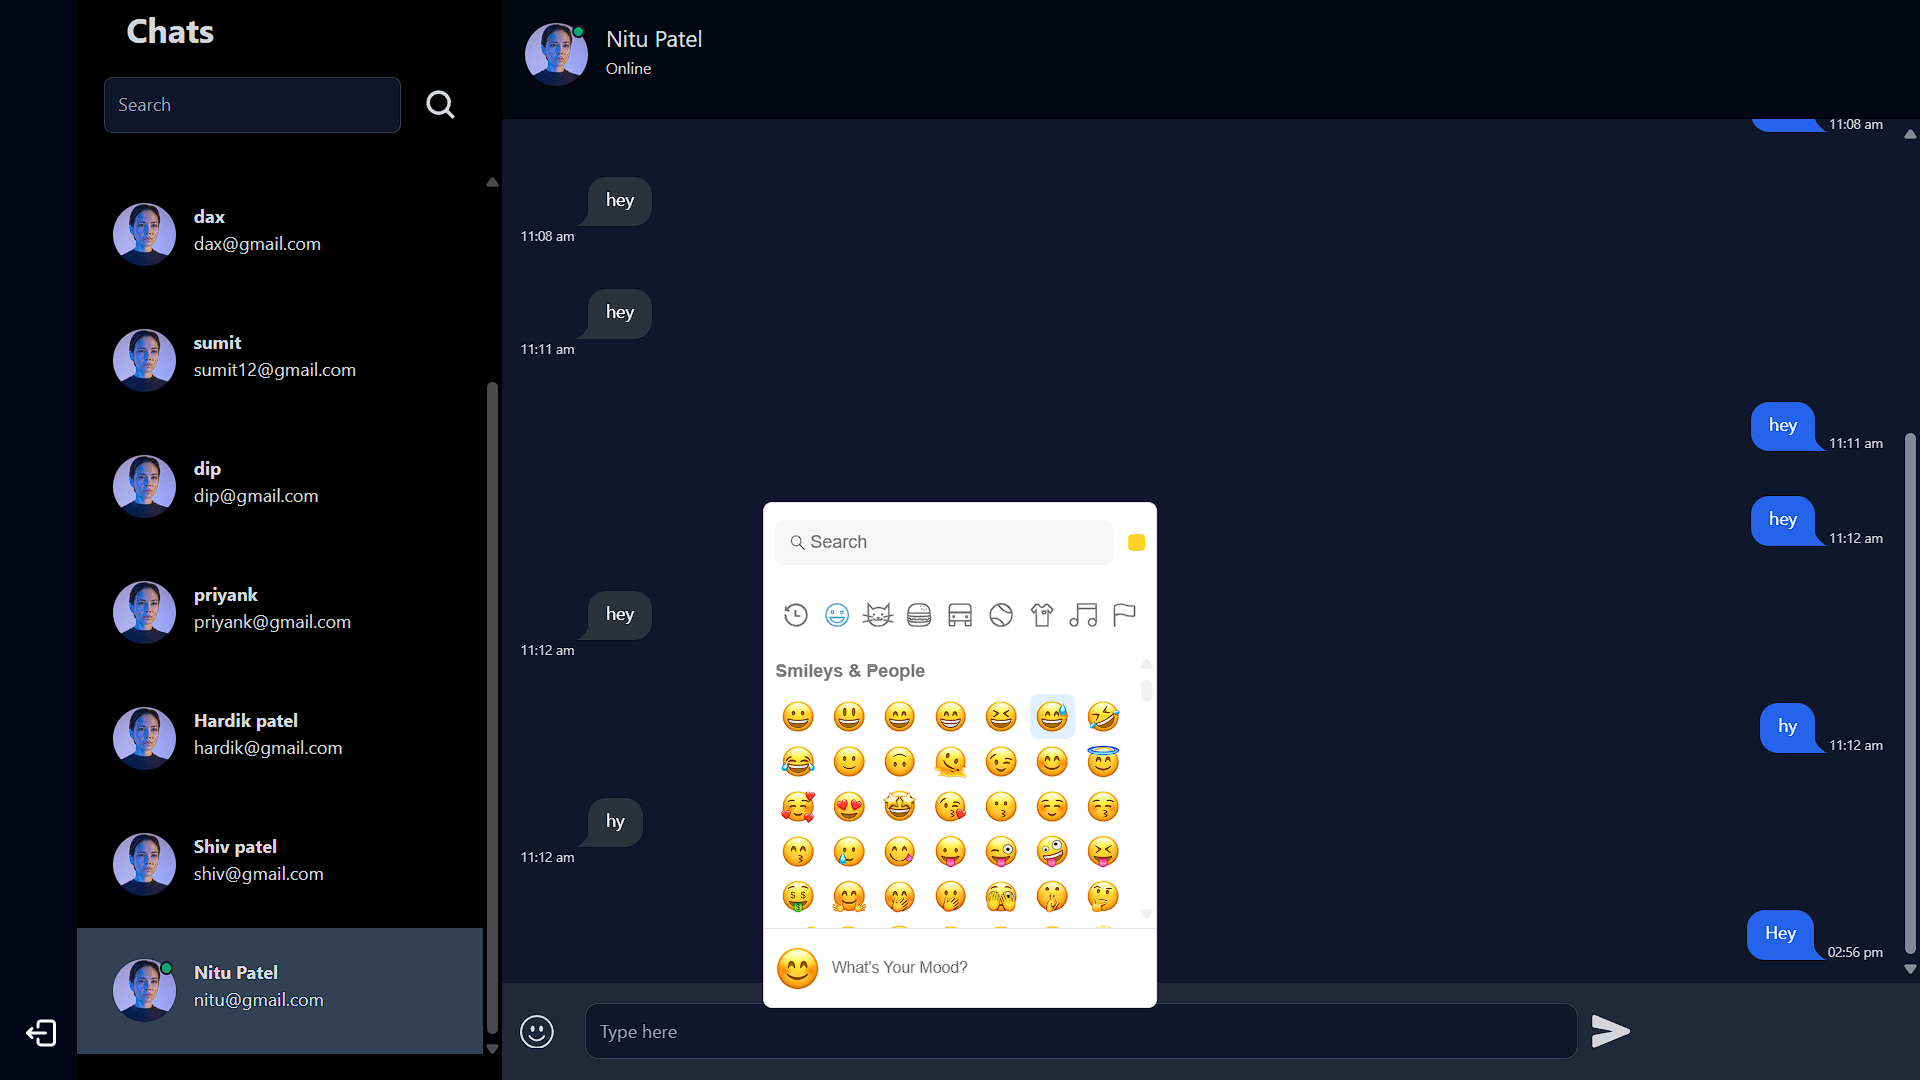 Chats
Search
dax
dax@gmail.com
sumit
sumit12@gmail.com
dip
dip@gmail.com
priyank
priyank@gmail.com
Hardik patel
hardik@gmail.com
Shiv patel
shiv@gmail.com
Nitu Patel
nitu@gmail.com
Nitu Patel
Online
11:08 am
hey
11:08 am
hey
11:11 am
hey
11:11 am
hey
11:12 am
hey
11:12 am
hy
11:12 am
hy
11:12 am
Hey
02:56 pm
Search
Smileys & People
What's Your Mood?
Type here